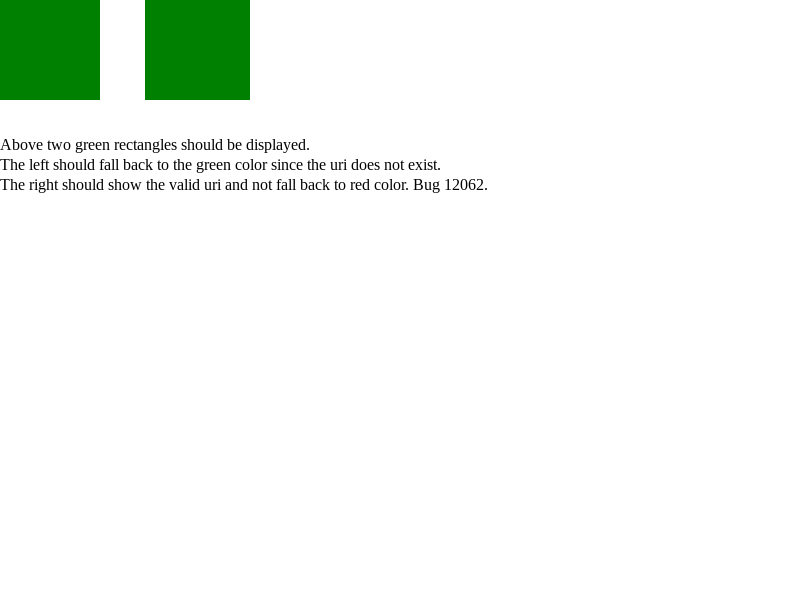 Above two green rectangles should be displayed.
The left should fall back to the green color since the uri does not exist.
The right should show the valid uri and not fall back to red color. Bug 12062.